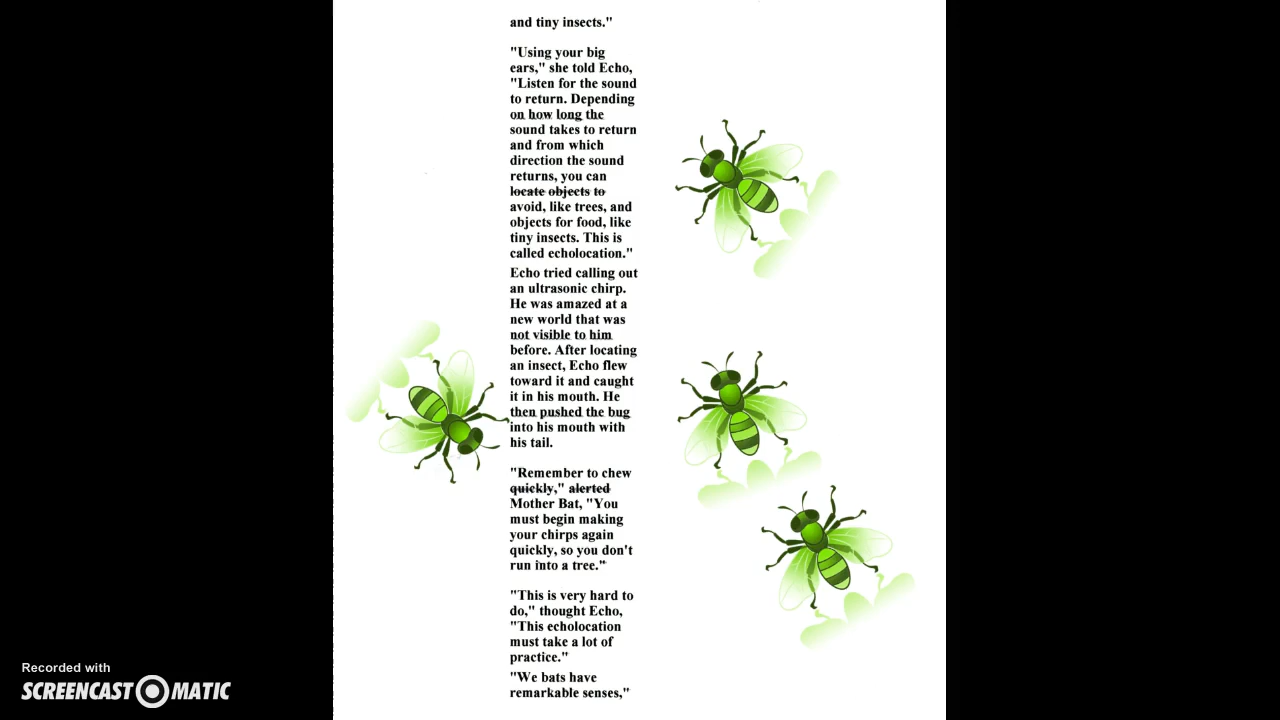 and tiny insects."
"Using your big
ears," she told Echo,
"Listen for the sound
to return. Depending
on how long the
sound takes to return
and from which
direction the sound
returns, you can
locate objects to
avoid, like trees, and
objects for food, like
tiny insects. This is
called echolocation."
Echo tried calling out
an ultrasonic chirp.
He was amazed at a
new world that was
not visible to him
before. After locating
an insect, Echo flew
toward it and caught
it in his mouth. He
then pushed the bug
into his mouth with
his tail.
"Remember to chew
quickly," alerted
Mother Bat, "You
must begin making
your chirps again
quickly, so you don't
run into a tree."
"This is very hard to
do," thought Echo,
"This echolocation
must take a lot of
practice."
"We bats have
remarkable senses,"
Recorded with
SCREENCAST O MATIC